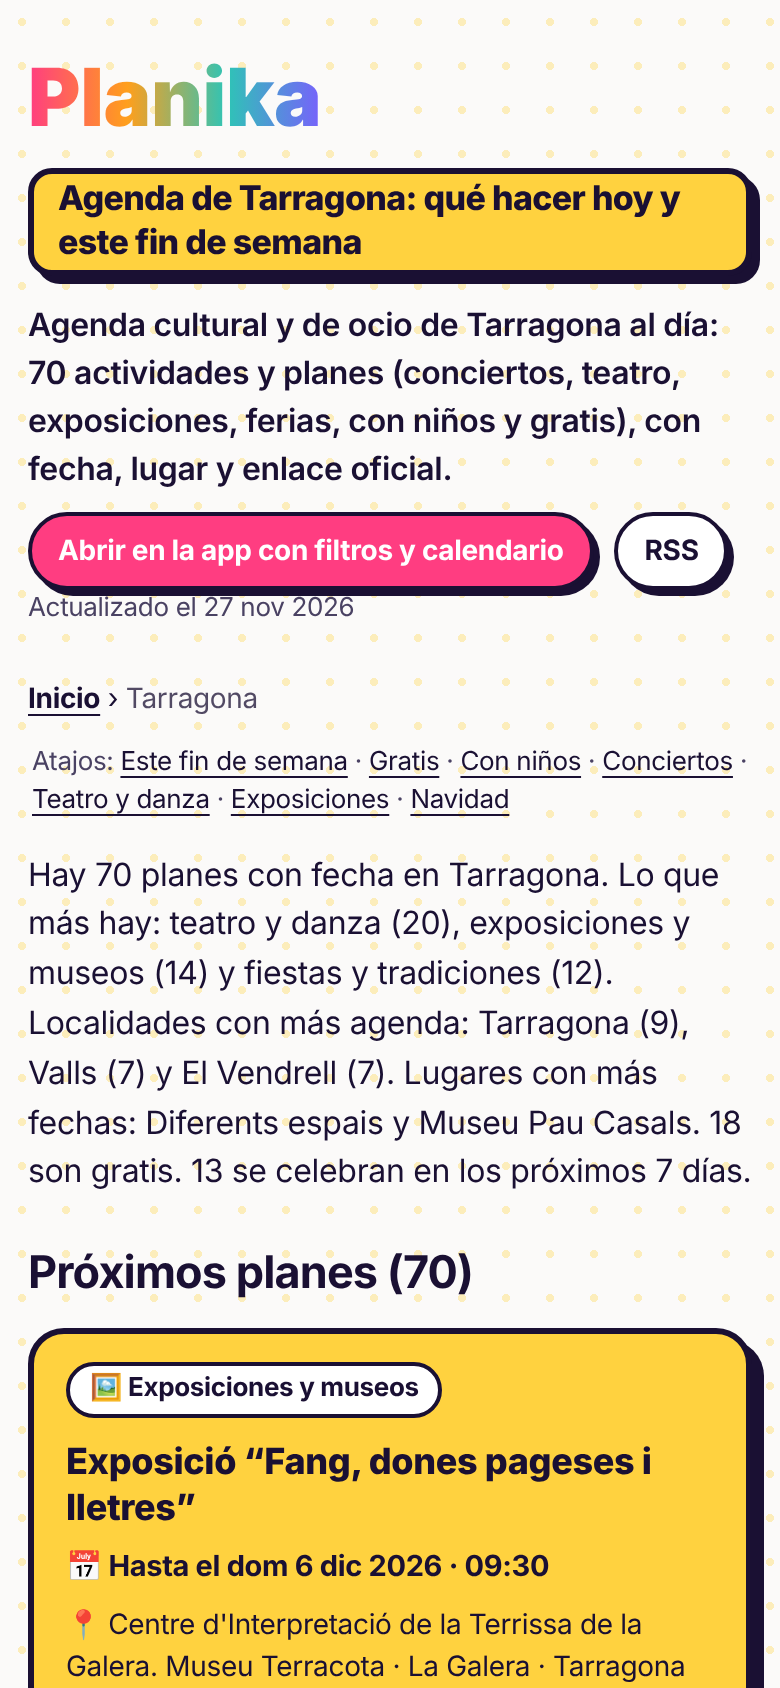 Planika
Agenda de Tarragona: qué hacer hoy y
este fin de semana
Agenda cultural y de ocio de Tarragona al día:
70 actividades y planes (conciertos, teatro,
exposiciones, ferias, con niños y gratis), con
fecha, lugar y enlace oficial.
Abrir en la app con filtros y calendario RSS
Actualizado el 27 nov 2026
Inicio › Tarragona
Atajos: Este fin de semana · Gratis · Con niños · Conciertos ·
Teatro y danza · Exposiciones · Navidad
Hay 70 planes con fecha en Tarragona. Lo que
más hay: teatro y danza (20), exposiciones y
museos (14) y fiestas y tradiciones (12).
Localidades con más agenda: Tarragona (9),
Valls (7) y El Vendrell (7). Lugares con más
fechas: Diferents espais y Museu Pau Casals. 18
son gratis. 13 se celebran en los próximos 7 días.
Próximos planes (70)
🖼️ Exposiciones y museos
Exposició “Fang, dones pageses i
lletres”
📅 Hasta el dom 6 dic 2026 · 09:30
📍 Centre d'Interpretació de la Terrissa de la
Galera. Museu Terracota · La Galera · Tarragona